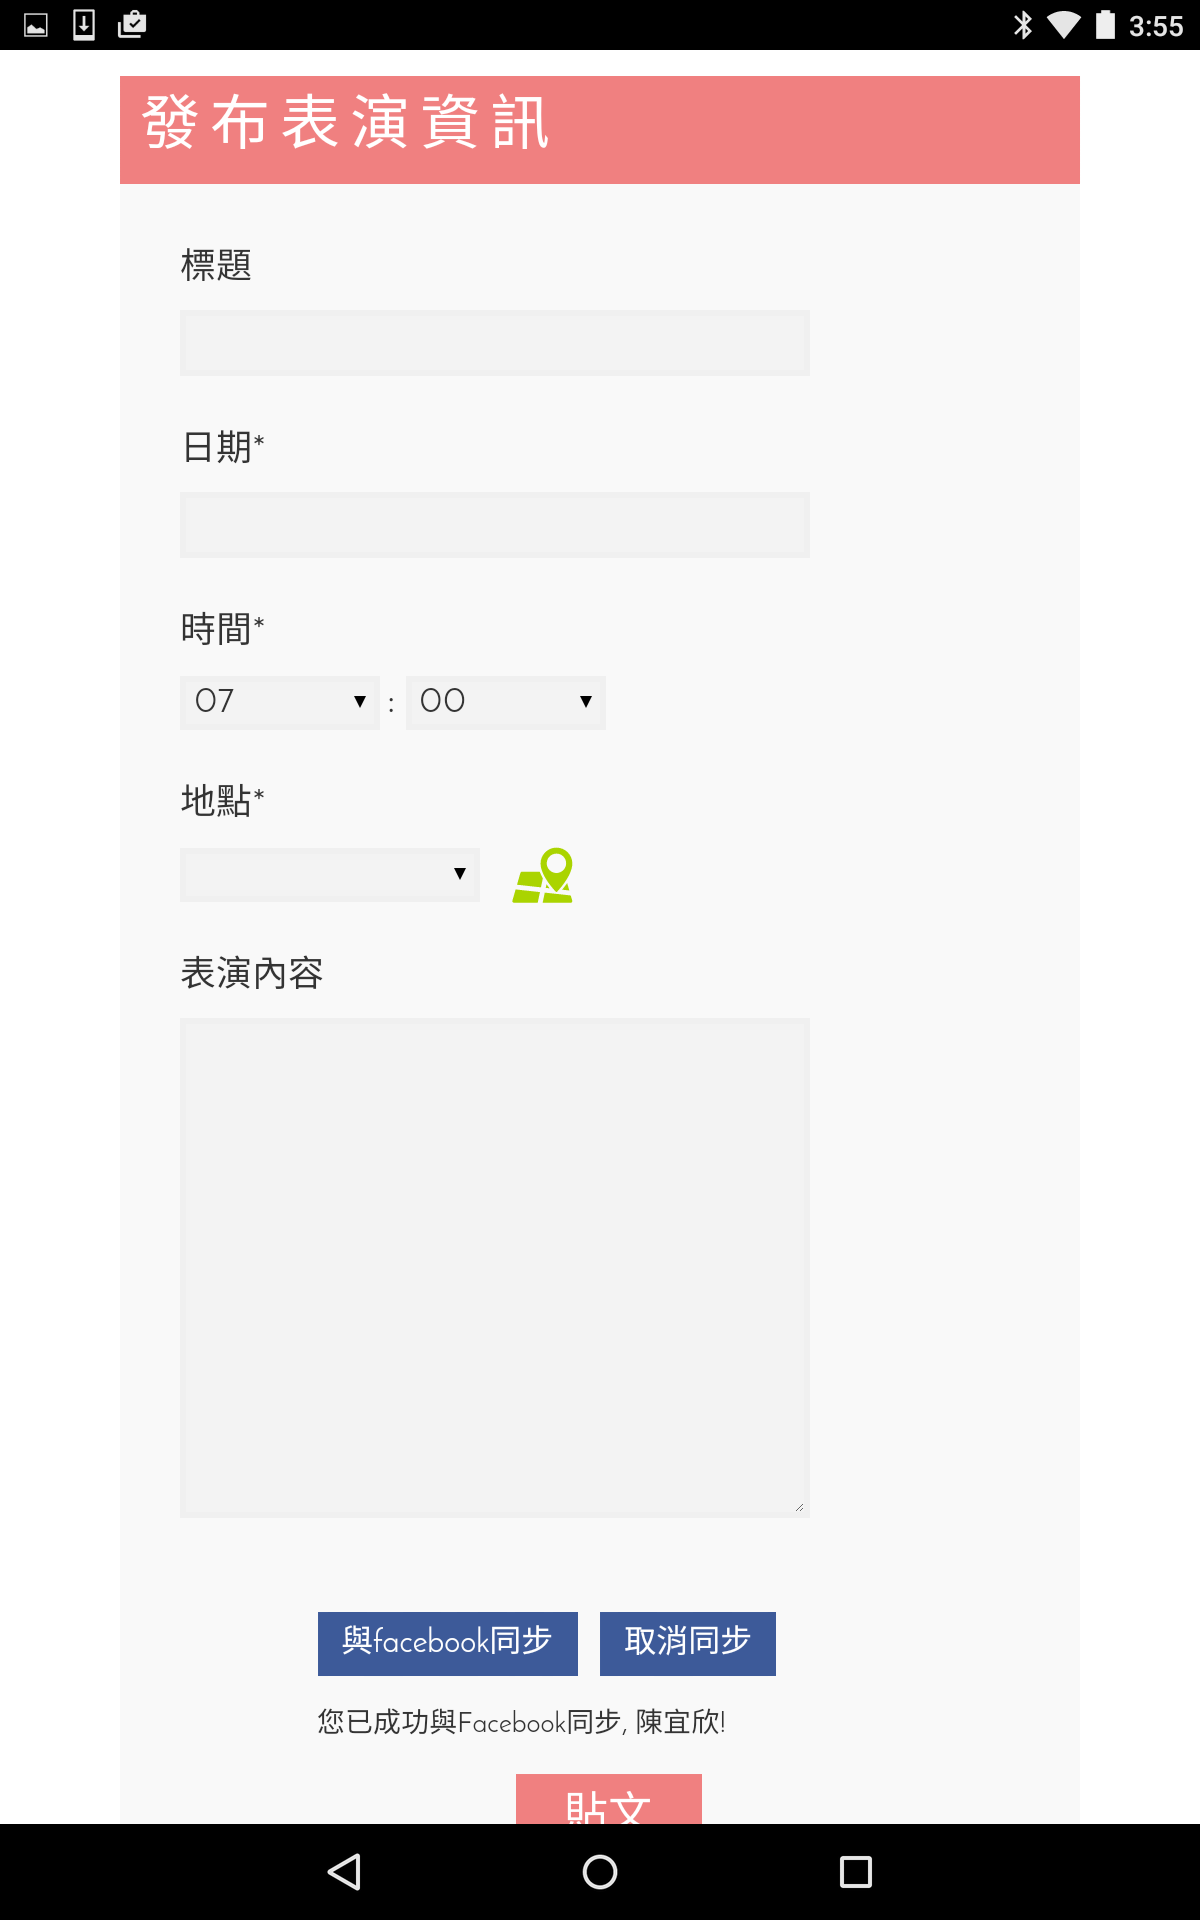 3:55
發布表演資訊
標題
日期*
時間*
07 : 00
地點*
表演內容
與facebook同步 取消同步
您已成功與Facebook同步, 陳宜欣!
貼文